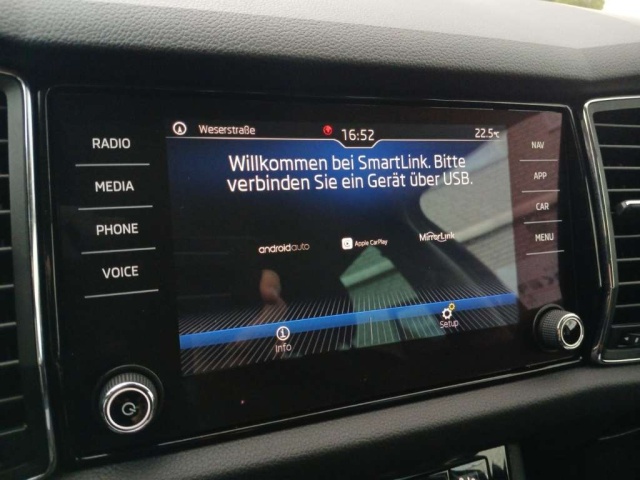 RADIO
MEDIA
PHONE
VOICE
Weserstraße 16:52 22.5°C
Willkommen bei SmartLink. Bitte
verbinden Sie ein Gerät über USB.
androidauto Apple CarPlay MirrorLink
Info Setup
NAV
APP
CAR
MENU